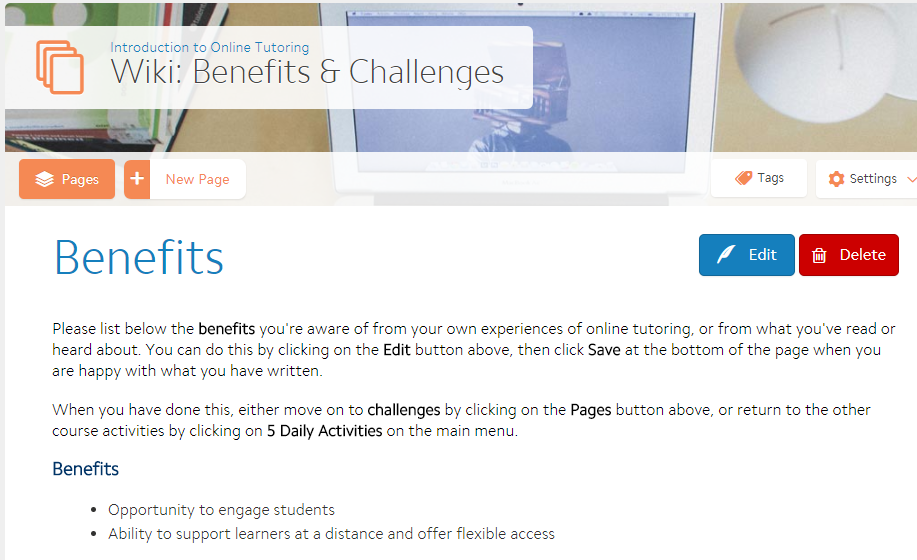 Introduction to Online Tutoring
Wiki: Benefits & Challenges
Pages
+ New Page
Tags
Settings
Benefits
Edit
Delete
Please list below the benefits you're aware of from your own experiences of online tutoring, or from what you've read or
heard about. You can do this by clicking on the Edit button above, then click Save at the bottom of the page when you
are happy with what you have written.
When you have done this, either move on to challenges by clicking on the Pages button above, or return to the other
course activities by clicking on 5 Daily Activities on the main menu.
Benefits
• Opportunity to engage students
• Ability to support learners at a distance and offer flexible access